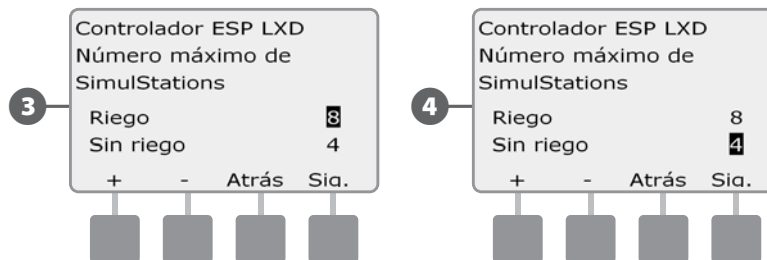 3
Controlador ESP LXD
Número máximo de
SimulStations
Riego 8
Sin riego 4
+ - Atrás Sig.
4
Controlador ESP LXD
Número máximo de
SimulStations
Riego 8
Sin riego 4
+ - Atrás Sig.